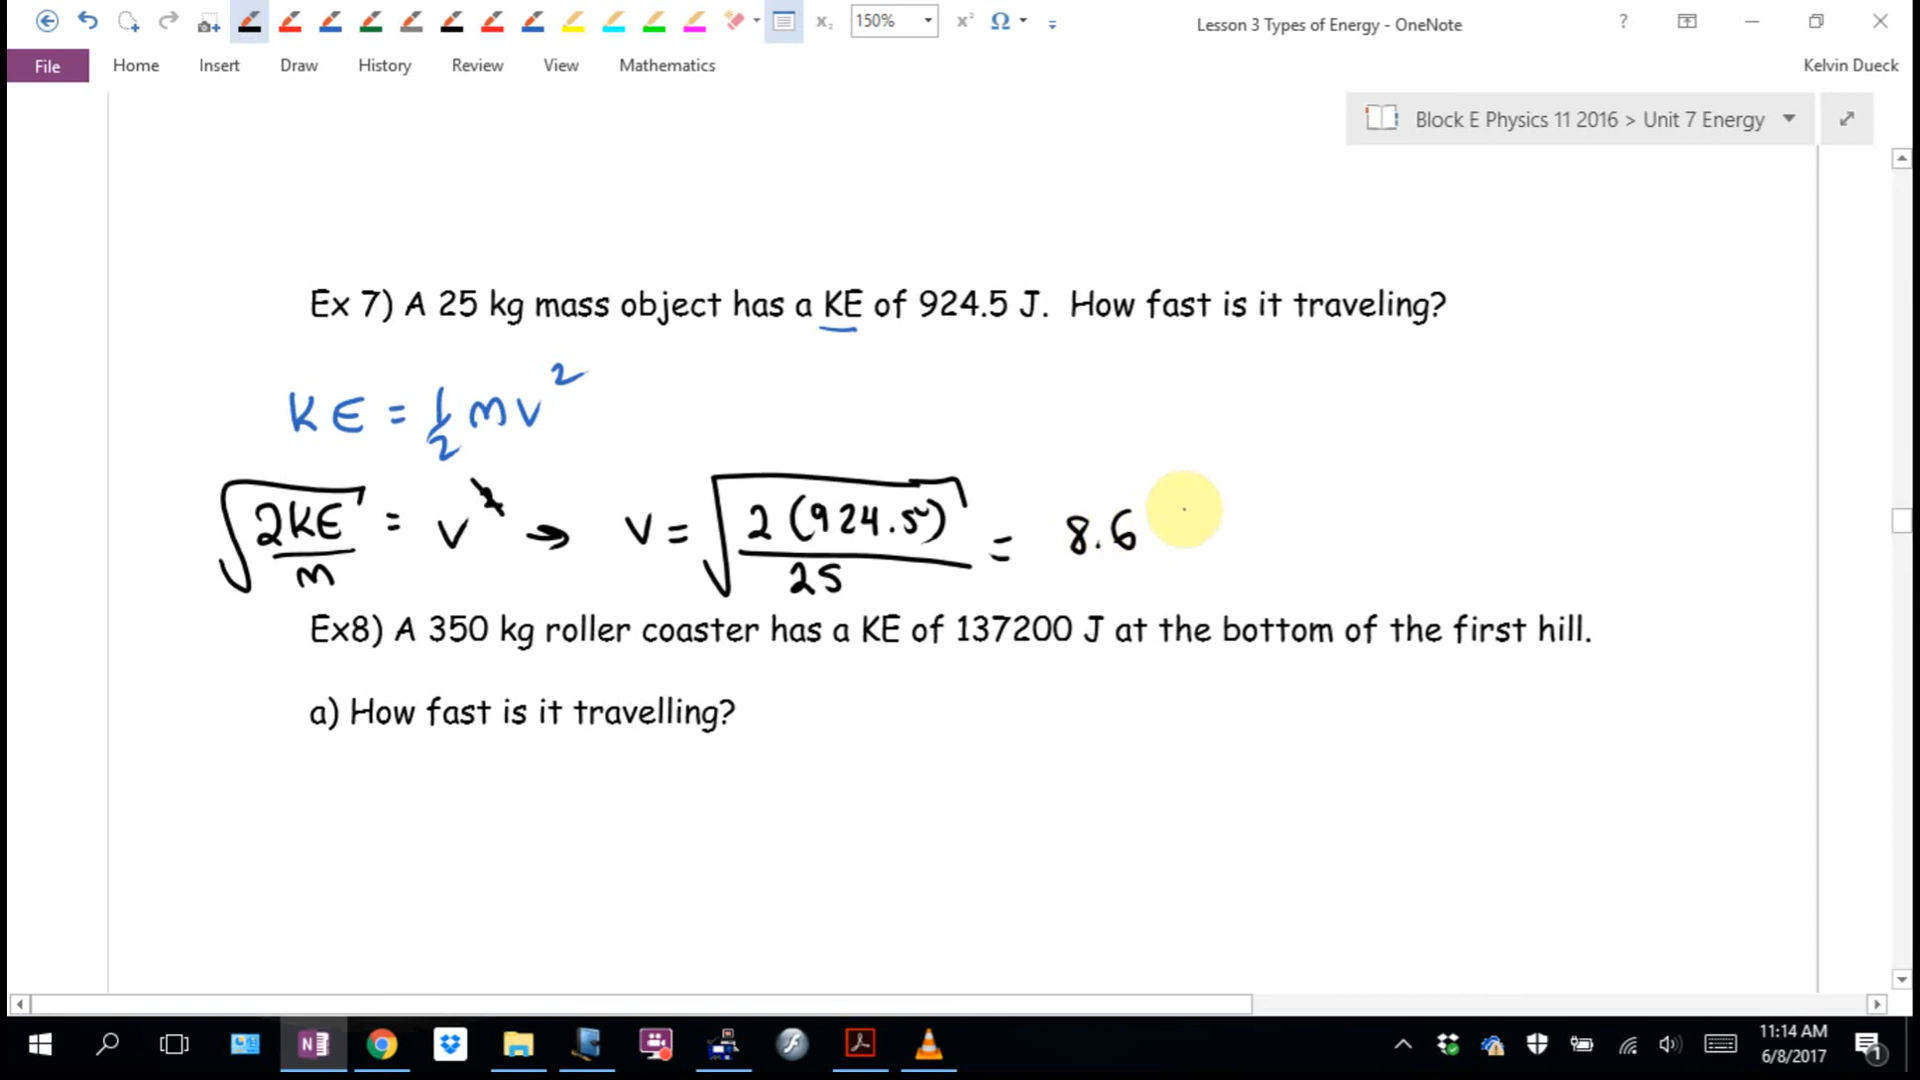 150%
Lesson 3 Types of Energy - OneNote
File Home Insert Draw History Review View Mathematics Kelvin Dueck
Block E Physics 11 2016 > Unit 7 Energy
Ex 7) A 25 kg mass object has a KE of 924.5 J. How fast is it traveling?
KE = 1/2 mv²
√(2KE/m) = v² → v = √(2(924.5)/25) = 8.6
Ex8) A 350 kg roller coaster has a KE of 137200 J at the bottom of the first hill.
a) How fast is it travelling?
11:14 AM
6/8/2017